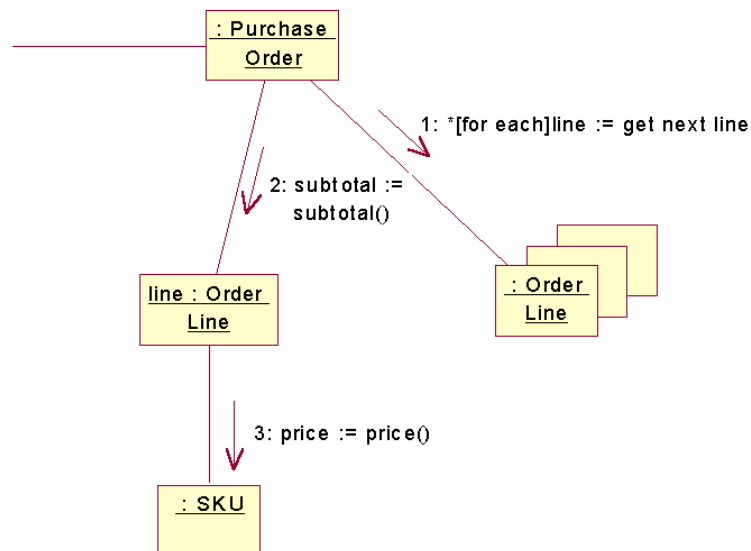 : Purchase
Order
1: *[for each]line := get next line
2: subtotal :=
subtotal()
line : Order
Line
: Order
Line
3: price := price()
: SKU